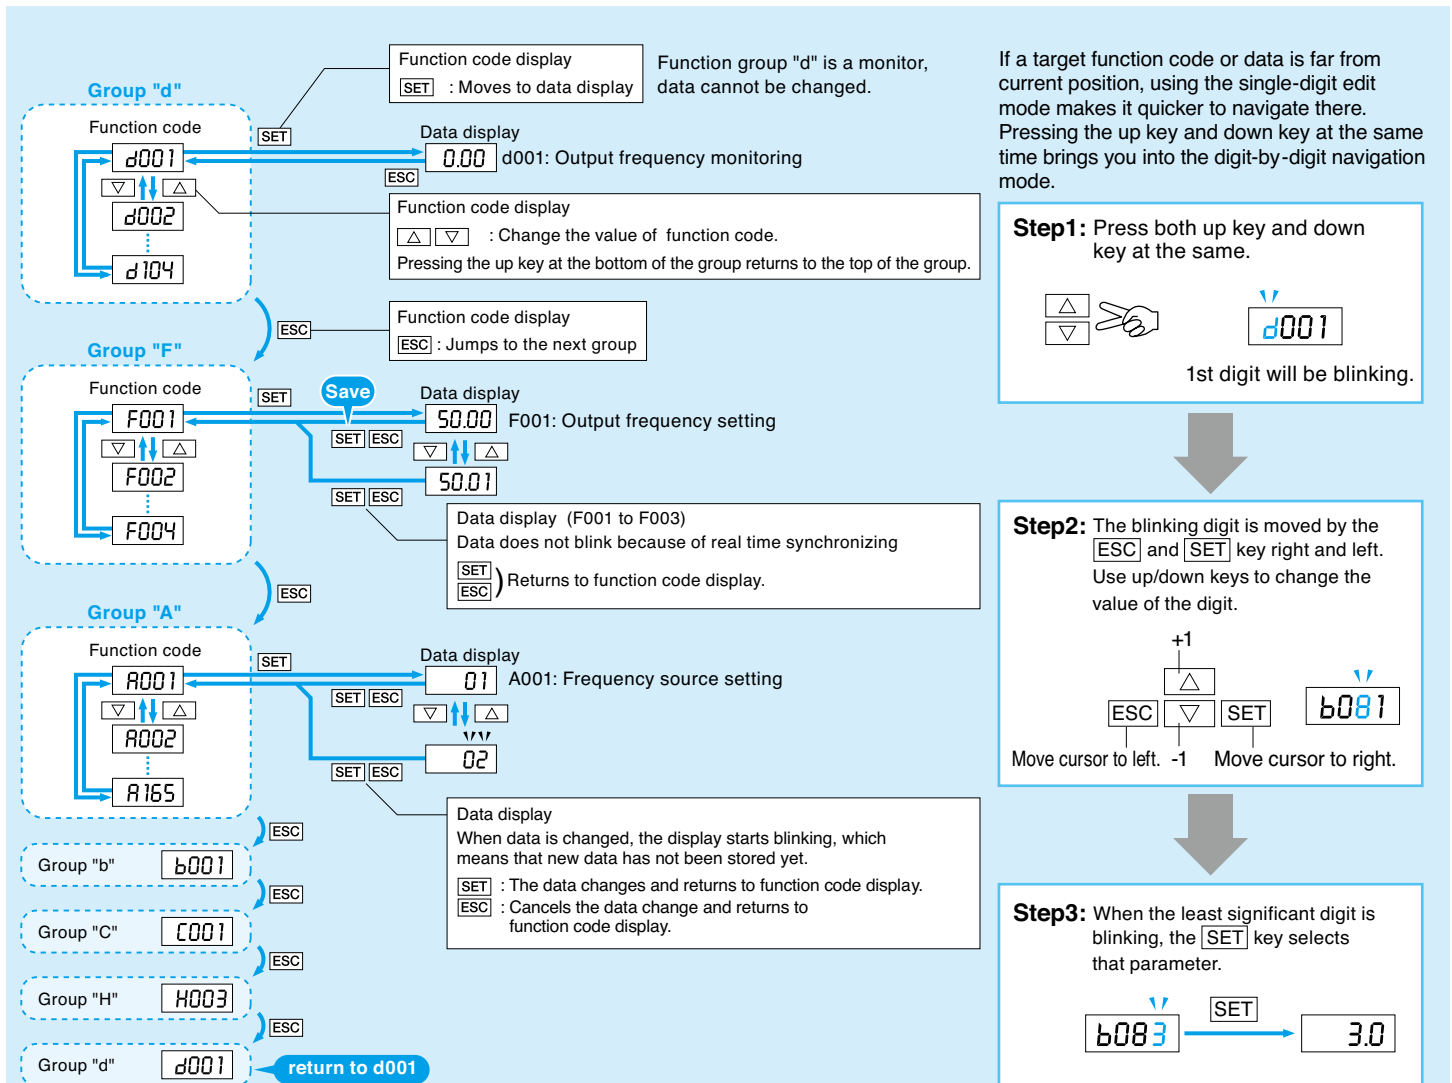 Function code display
SET : Moves to data display
Function group "d" is a monitor,
data cannot be changed.
Group "d"
Function code
SET
d001
Data display
0.00 d001: Output frequency monitoring
ESC
d002
d104
Function code display
: Change the value of function code.
Pressing the up key at the bottom of the group returns to the top of the group.
ESC
Function code display
ESC : Jumps to the next group
Group "F"
Function code
SET
Save
Data display
F001
50.00 F001: Output frequency setting
SET ESC
F002
50.01
SET ESC
F004
Data display (F001 to F003)
Data does not blink because of real time synchronizing
SET
ESC ) Returns to function code display.
ESC
Group "A"
Function code
SET
Data display
A001
01 A001: Frequency source setting
SET ESC
A002
02
SET ESC
A165
Data display
When data is changed, the display starts blinking, which
means that new data has not been stored yet.
SET : The data changes and returns to function code display.
ESC : Cancels the data change and returns to
function code display.
ESC
Group "b" b001
ESC
Group "C" C001
ESC
Group "H" H003
ESC
Group "d" d001
return to d001
If a target function code or data is far from
current position, using the single-digit edit
mode makes it quicker to navigate there.
Pressing the up key and down key at the same
time brings you into the digit-by-digit navigation
mode.
Step1: Press both up key and down
key at the same.
d001
1st digit will be blinking.
Step2: The blinking digit is moved by the
ESC and SET key right and left.
Use up/down keys to change the
value of the digit.
+1
ESC SET
b081
Move cursor to left. -1 Move cursor to right.
Step3: When the least significant digit is
blinking, the SET key selects
that parameter.
SET
b083 3.0